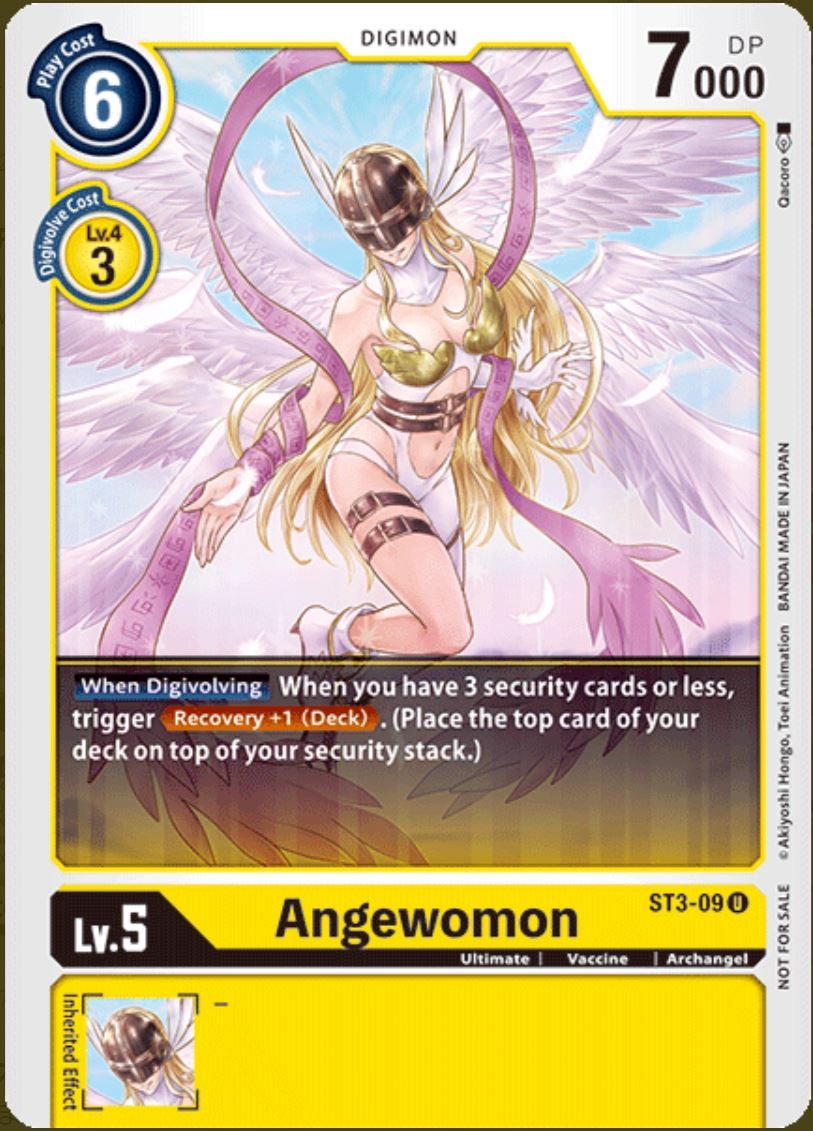 DIGIMON
Play Cost
6
7000
DP
Digivolve Cost
Lv.4
3
Qacoro
When Digivolving When you have 3 security cards or less,
trigger Recovery +1 (Deck). (Place the top card of your
deck on top of your security stack.)
©Akiyoshi Hongo, Toei Animation BANDAI MADE IN JAPAN
NOT FOR SALE
Lv.5
Angewomon
ST3-09 U
Ultimate | Vaccine | Archangel
Inherited Effect
–